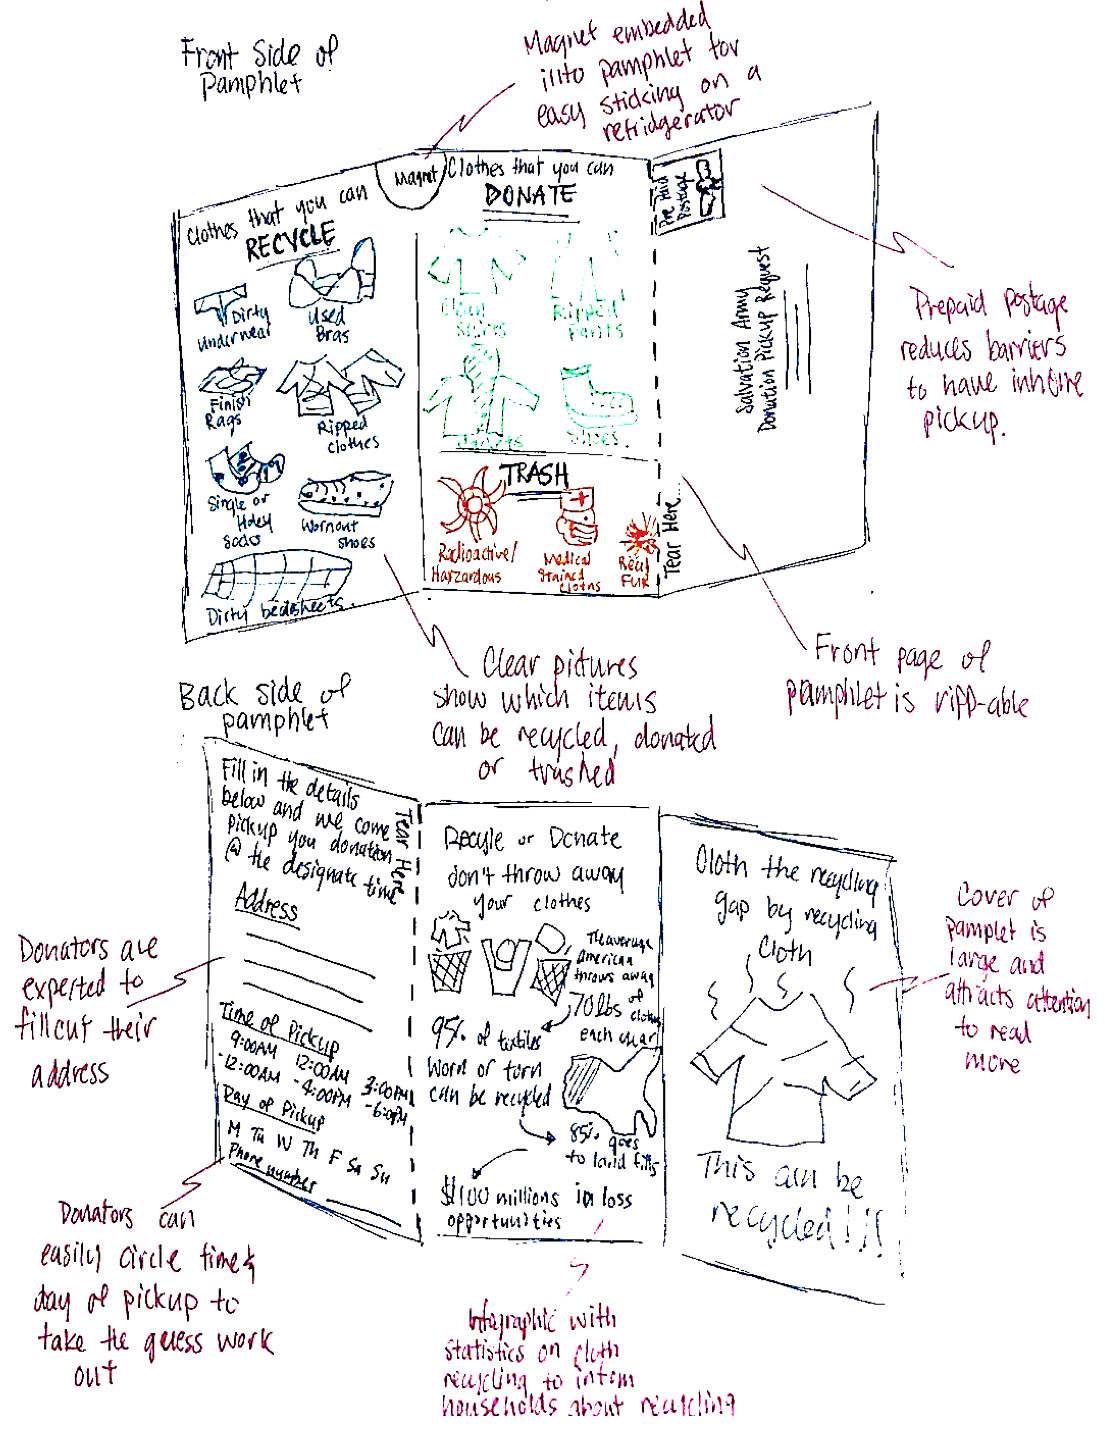 Front Side of
Pamphlet
Magnet embedded
into pamphlet for
easy sticking on a
refridgerator
Clothes that you can
RECYCLE
Dirty
Underwear
Used
Bras
Finish
Rags
Ripped
clothes
Single or
Holey
Socks
Wornout
shoes
Dirty bedsheets.
Magnet
Clothes that you can
DONATE
Clean
Ripped
Pants
Jackets
Shoes.
TRASH
Radioactive/
Harzardous
Medical
Stained
Cloths
Real
Fur
Tear Here...
Pre Paid
Postage
Salvation Army
Donation Pickup Request
Prepaid postage
reduces barriers
to have inhome
pickup.
Clear pictures
show which items
can be recycled, donated
or trashed
Front page of
pamphlet is ripp-able
Back side of
pamphlet
Fill in the details
below and we come
pickup you donation
@ the designate time
Tear Here
Address
Time of Pickup
9:00AM 12:00AM 3:00PM
-12:00AM -4:00PM -6:00PM
Day of Pickup
M Tu W Th F Sa Su
Phone number
Recyle or Donate
don't throw away
your clothes
The average
American
throws away
70lbs of
clothes
each year
95% of textiles
Worn or torn
can be recycled
85% goes
to land fills
$1100 millions in loss
opportunities
Cloth the recycling
gap by recycling
Cloth
This can be
recycled!!!
Donators are
expected to
fillout their
address
Donators can
easily circle time &
day of pickup to
take the guess work
out
Infographic with
statistics on cloth
recycling to inform
households about recycling
Cover of
pamplet is
large and
attracts attention
to read
more